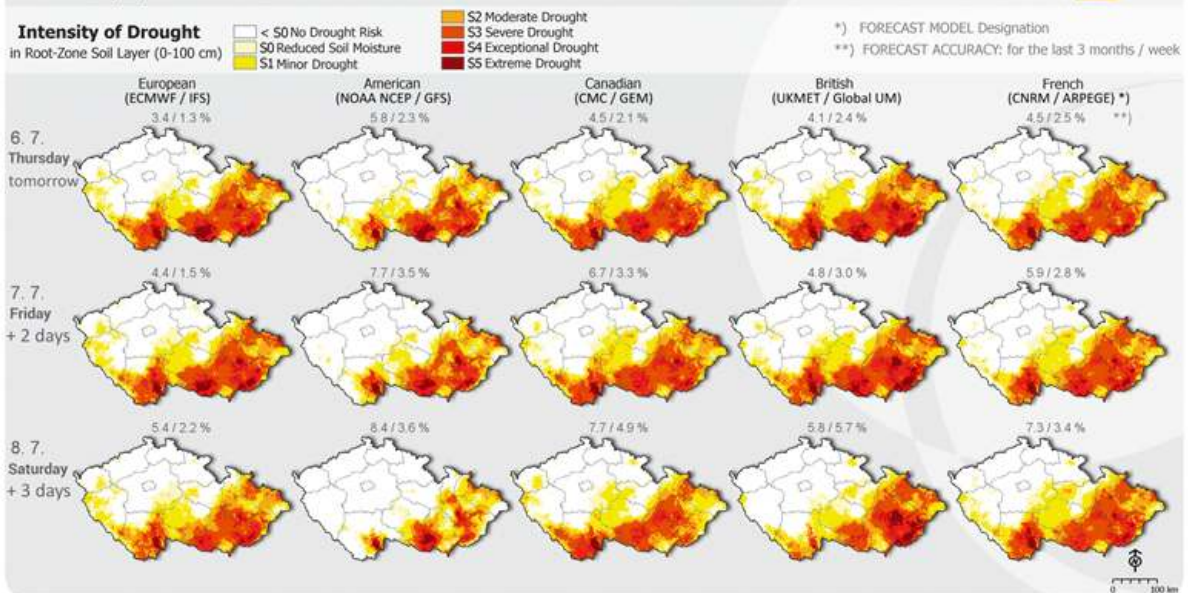 Intensity of Drought
in Root-Zone Soil Layer (0-100 cm)
< S0 No Drought Risk
S0 Reduced Soil Moisture
S1 Minor Drought
S2 Moderate Drought
S3 Severe Drought
S4 Exceptional Drought
S5 Extreme Drought
*) FORECAST MODEL Designation
**) FORECAST ACCURACY: for the last 3 months / week
European
(ECMWF / IFS)
American
(NOAA NCEP / GFS)
Canadian
(CMC / GEM)
British
(UKMET / Global UM)
French
(CNRM / ARPEGE) *)
6. 7.
Thursday
tomorrow
3.4 / 1.3 %
5.8 / 2.3 %
4.5 / 2.1 %
4.1 / 2.4 %
4.5 / 2.5 % **)
7. 7.
Friday
+ 2 days
4.4 / 1.5 %
7.7 / 3.5 %
6.7 / 3.3 %
4.8 / 3.0 %
5.9 / 2.8 %
8. 7.
Saturday
+ 3 days
5.4 / 2.2 %
8.4 / 3.6 %
7.7 / 4.9 %
5.8 / 5.7 %
7.3 / 3.4 %
0 100 km